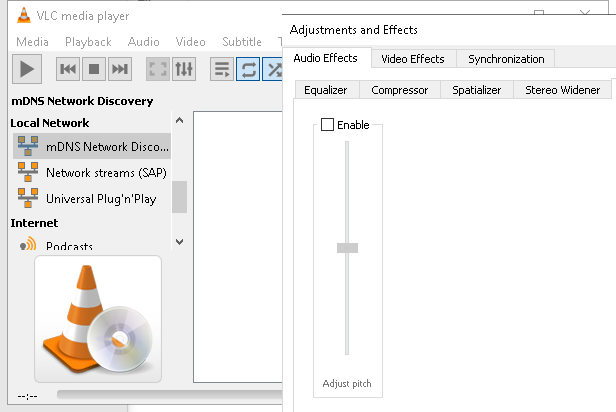 VLC media player
Media Playback Audio Video Subtitle
mDNS Network Discovery
Local Network
mDNS Network Disco...
Network streams (SAP)
Universal Plug'n'Play
Internet
Podcasts
--:--
Adjustments and Effects
Audio Effects Video Effects Synchronization
Equalizer Compressor Spatializer Stereo Widener
Enable
Adjust pitch